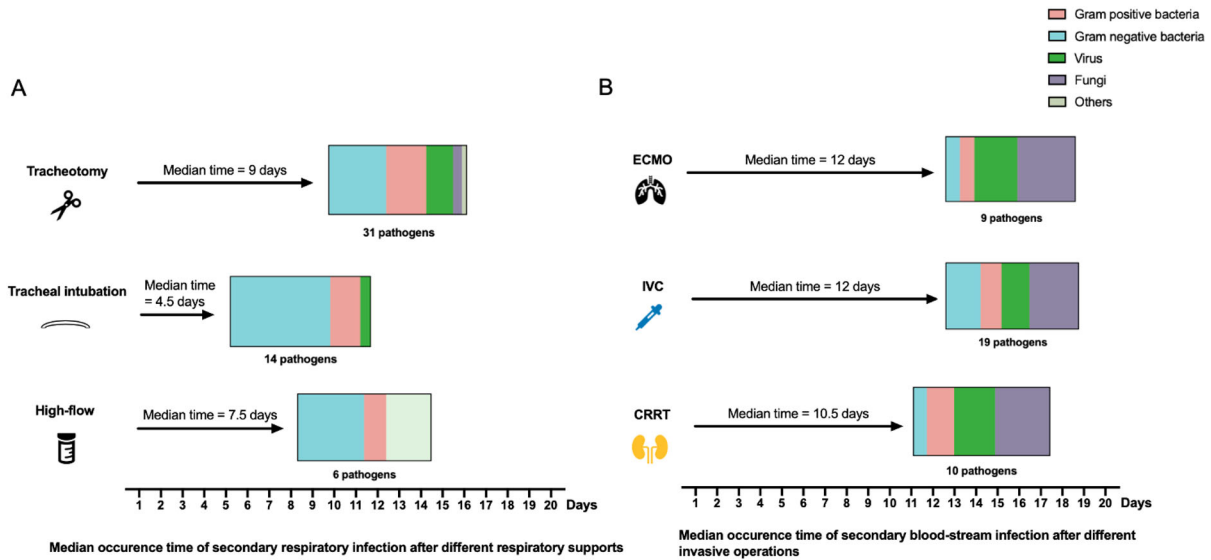 Gram positive bacteria
Gram negative bacteria
Virus
Fungi
Others
A
Tracheotomy
Median time = 9 days
31 pathogens
Tracheal intubation
Median time
= 4.5 days
14 pathogens
High-flow
Median time = 7.5 days
6 pathogens
1 2 3 4 5 6 7 8 9 10 11 12 13 14 15 16 17 18 19 20 Days
Median occurence time of secondary respiratory infection after different respiratory supports
B
ECMO
Median time = 12 days
9 pathogens
IVC
Median time = 12 days
19 pathogens
CRRT
Median time = 10.5 days
10 pathogens
1 2 3 4 5 6 7 8 9 10 11 12 13 14 15 16 17 18 19 20 Days
Median occurence time of secondary blood-stream infection after different
invasive operations